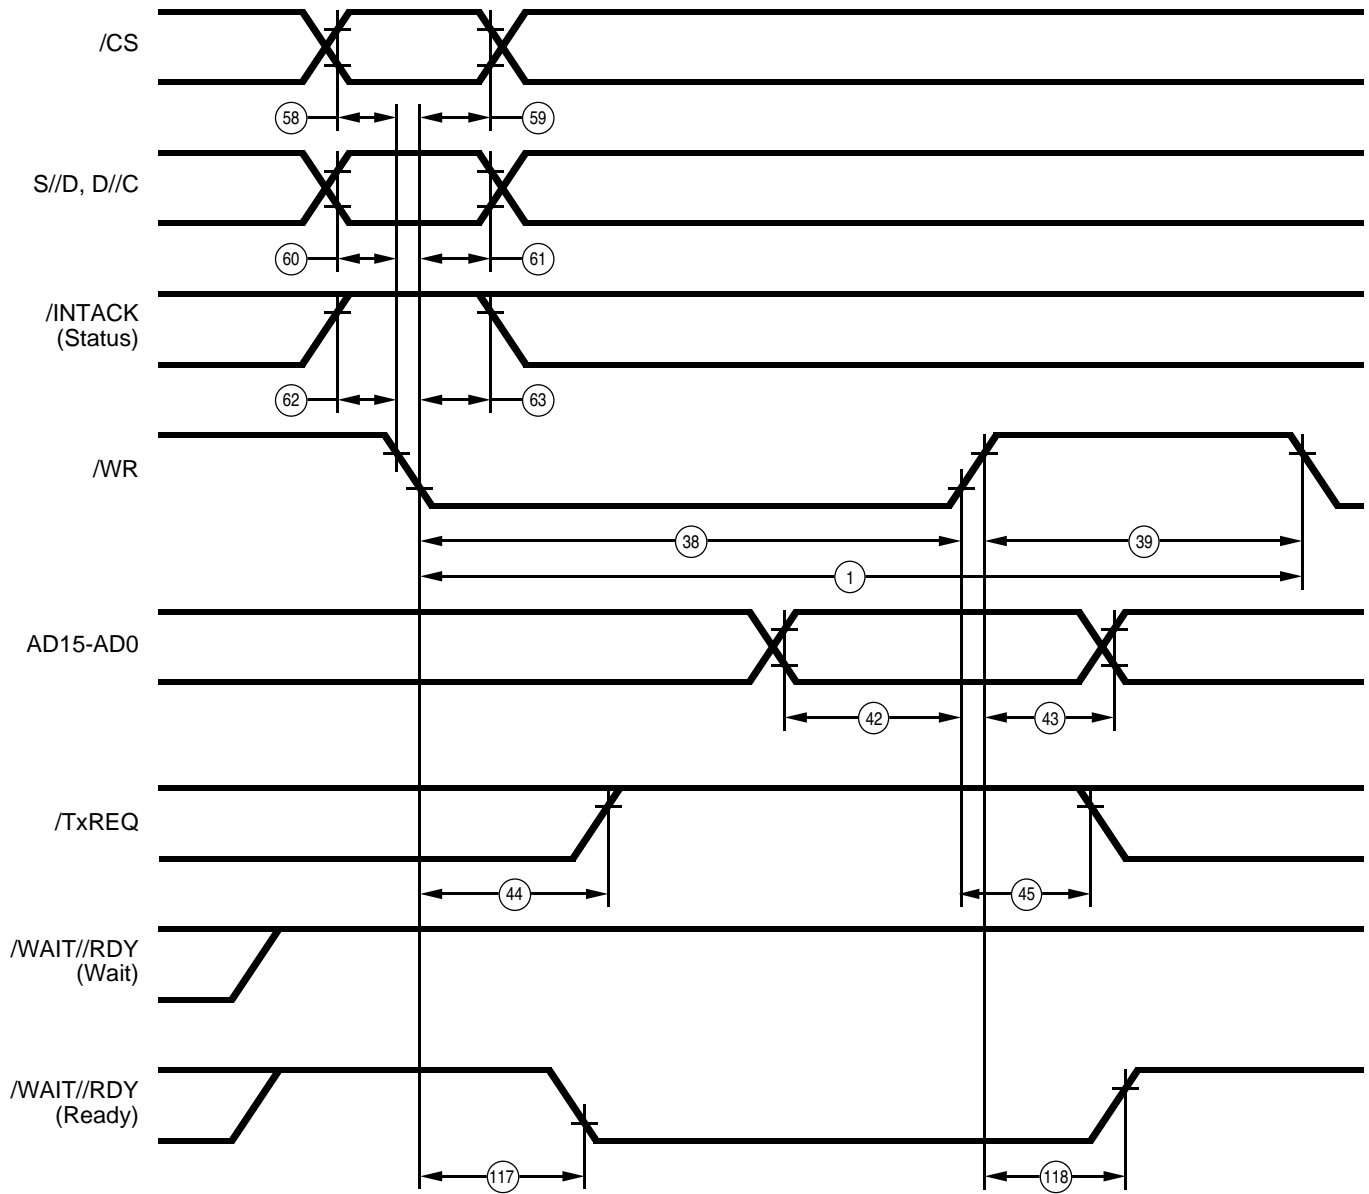 /CS
58
59
S//D, D//C
60
61
/INTACK
(Status)
62
63
/WR
38
39
1
AD15-AD0
42
43
/TxREQ
44
45
/WAIT//RDY
(Wait)
/WAIT//RDY
(Ready)
117
118